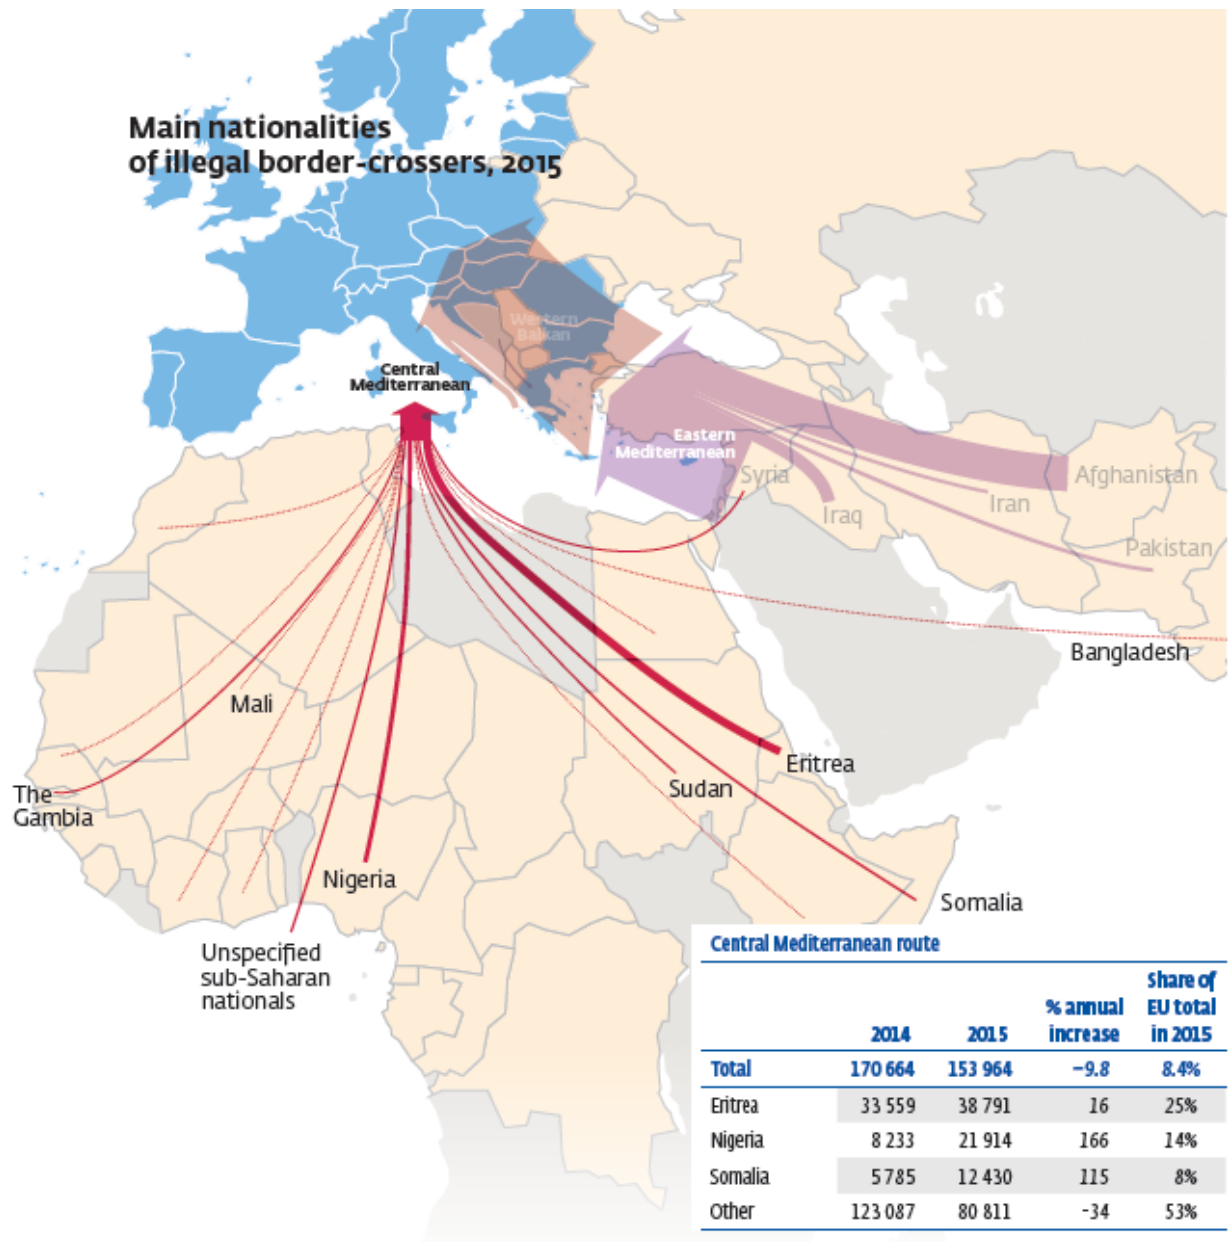 Main nationalities
of illegal border-crossers, 2015
Western
Balkan
Central
Mediterranean
Eastern
Mediterranean
Syria
Afghanistan
Iran
Iraq
Pakistan
Bangladesh
Mali
Eritrea
Sudan
The
Gambia
Nigeria
Somalia
Unspecified
sub-Saharan
nationals
Central Mediterranean route
2014 2015 % annual increase Share of EU total in 2015
Total 170 664 153 964 −9.8 8.4%
Eritrea 33 559 38 791 16 25%
Nigeria 8 233 21 914 166 14%
Somalia 5785 12 430 115 8%
Other 123 087 80 811 -34 53%